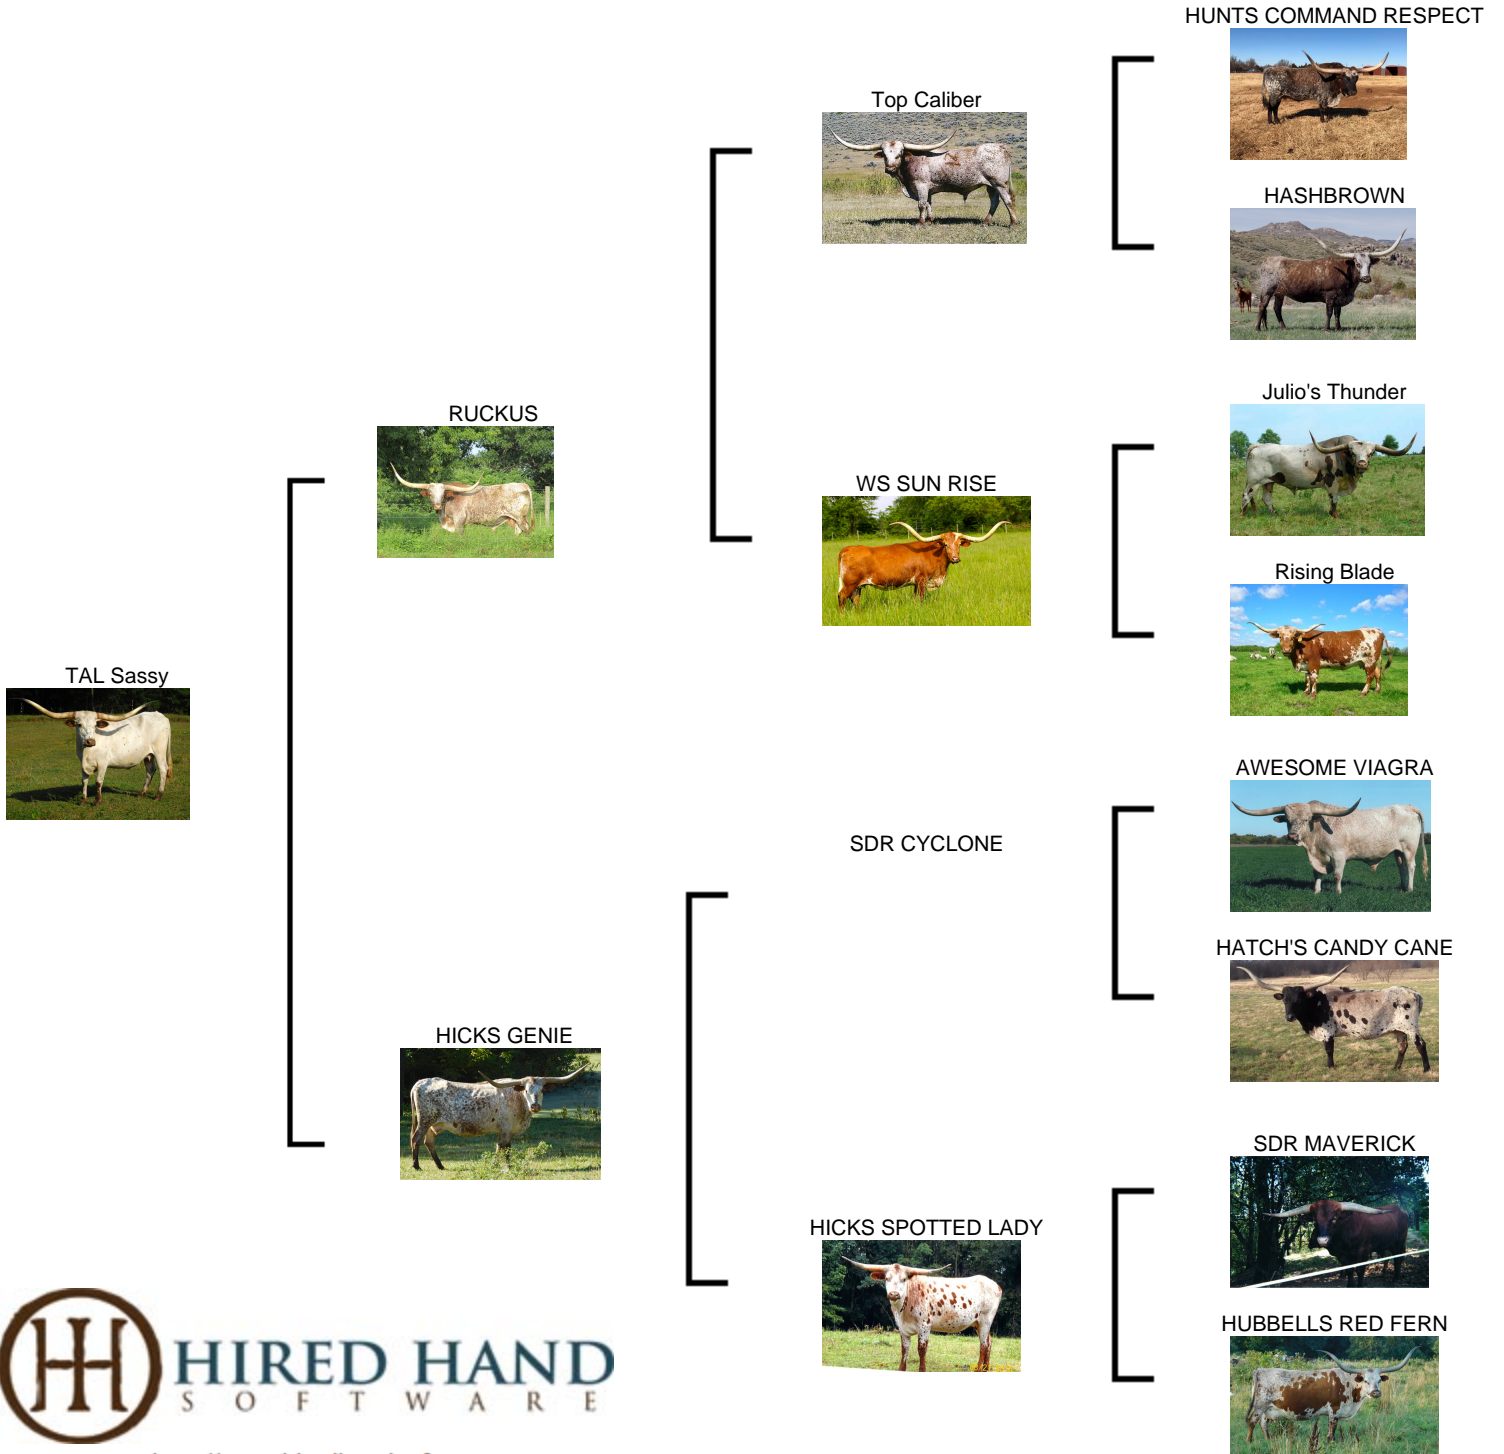 HUNTS COMMAND RESPECT
Top Caliber
HASHBROWN
RUCKUS
Julio's Thunder
WS SUN RISE
Rising Blade
TAL Sassy
AWESOME VIAGRA
SDR CYCLONE
HATCH'S CANDY CANE
HICKS GENIE
SDR MAVERICK
HICKS SPOTTED LADY
HUBBELLS RED FERN
HIRED HAND
SOFTWARE